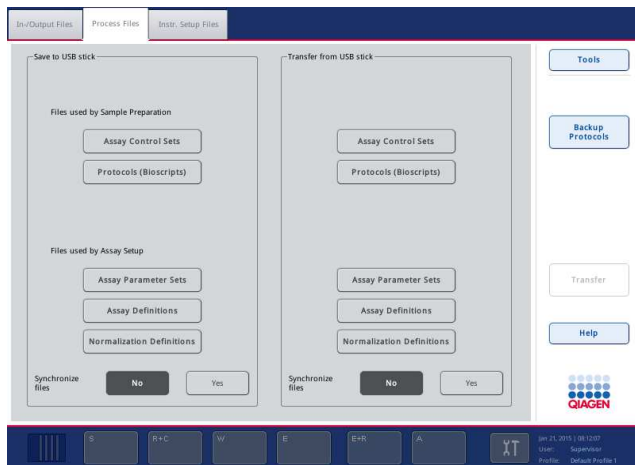 In-/Output Files
Process Files
Instr. Setup Files
Save to USB stick
Files used by Sample Preparation
Assay Control Sets
Protocols (Bioscripts)
Files used by Assay Setup
Assay Parameter Sets
Assay Definitions
Normalization Definitions
Synchronize
files
No
Yes
Transfer from USB stick
Assay Control Sets
Protocols (Bioscripts)
Assay Parameter Sets
Assay Definitions
Normalization Definitions
Synchronize
files
No
Yes
Tools
Backup
Protocols
Transfer
Help
QIAGEN
S
R+C
W
E
E+R
A
Jan 21, 2015 | 08:12:07
User: Supervisor
Profile: Default Profile 1